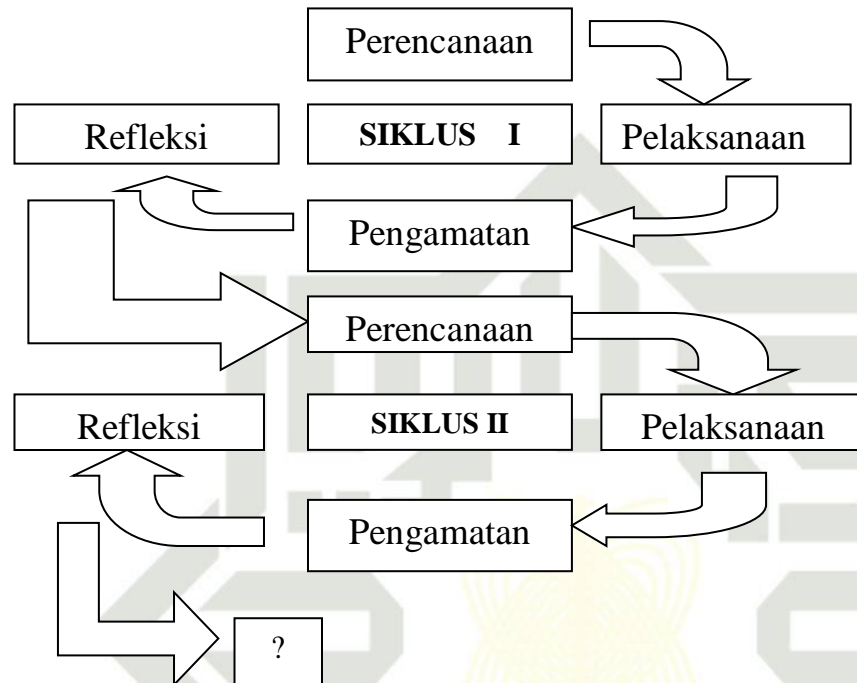 Perencanaan
Refleksi
SIKLUS I
Pelaksanaan
Pengamatan
Perencanaan
Refleksi
SIKLUS II
Pelaksanaan
Pengamatan
?